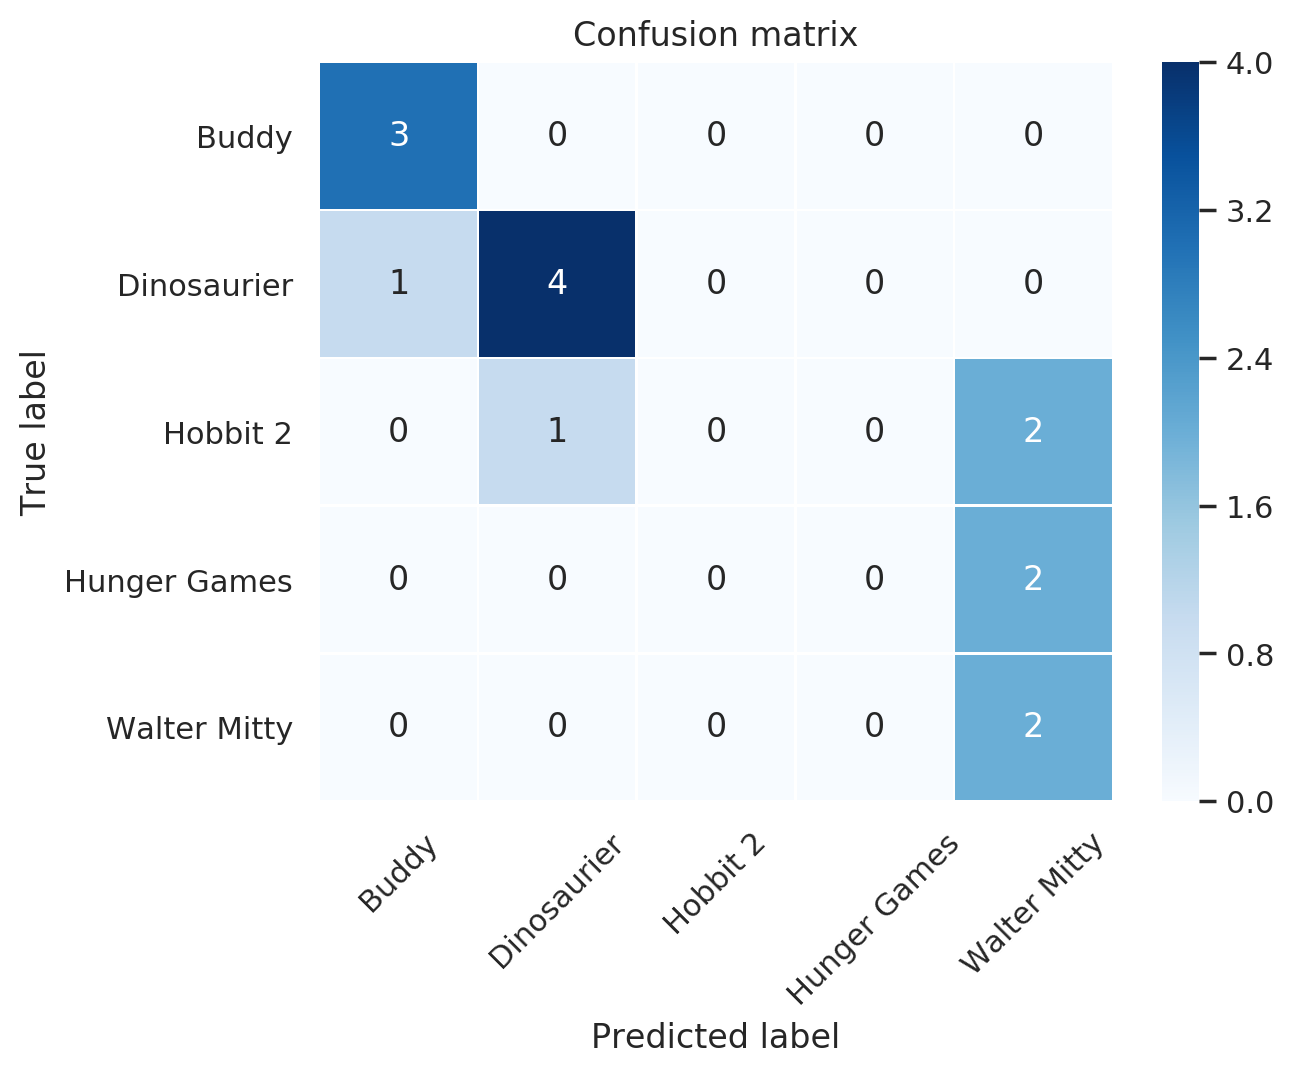 Confusion matrix
Buddy 3 0 0 0 0
Dinosaurier 1 4 0 0 0
Hobbit 2 0 1 0 0 2
Hunger Games 0 0 0 0 2
Walter Mitty 0 0 0 0 2
True label
Buddy Dinosaurier Hobbit 2 Hunger Games Walter Mitty
Predicted label
4.0
3.2
2.4
1.6
0.8
0.0